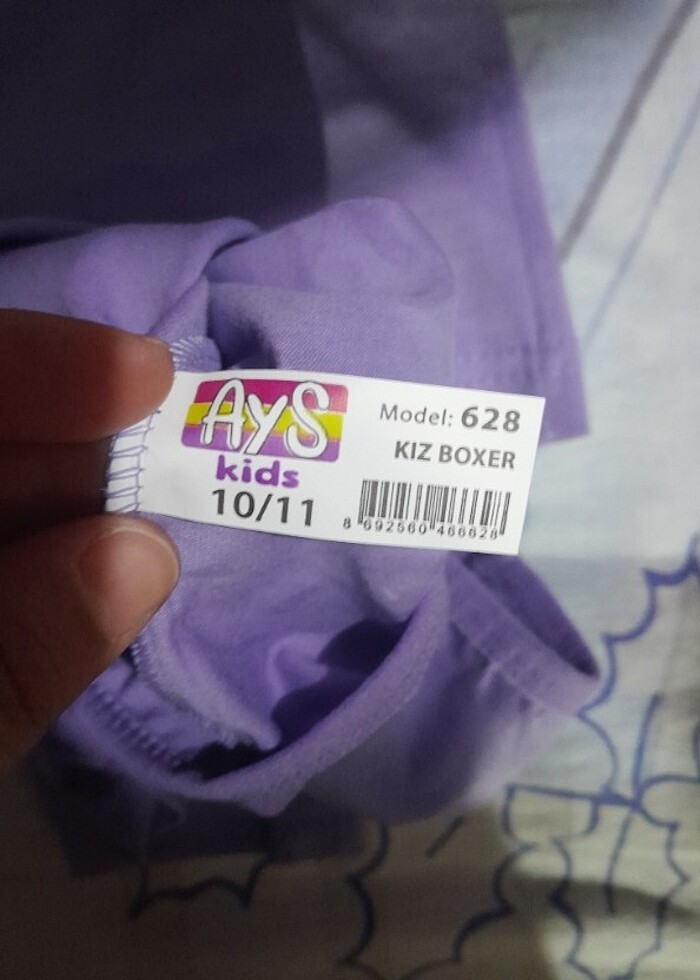 AyS
kids
10/11
Model: 628
KIZ BOXER
8 692560 466628